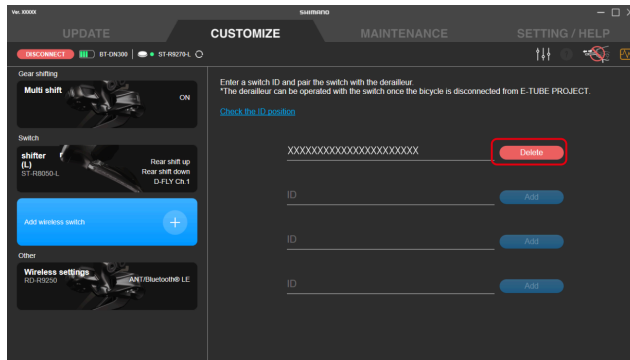 Ver. XXXXX
SHIMANO
UPDATE
CUSTOMIZE
MAINTENANCE
SETTING / HELP
DISCONNECT
BT-DN300
ST-R9270-L
Gear shifting
Multi shift
ON
Switch
shifter
(L)
ST-R8050-L
Rear shift up
Rear shift down
D-FLY Ch.1
Add wireless switch
Other
Wireless settings
RD-R9250
ANT/Bluetooth® LE
Enter a switch ID and pair the switch with the derailleur.
*The derailleur can be operated with the switch once the bicycle is disconnected from E-TUBE PROJECT.
Check the ID position
XXXXXXXXXXXXXXXXXXXXXXX Delete
ID Add
ID Add
ID Add